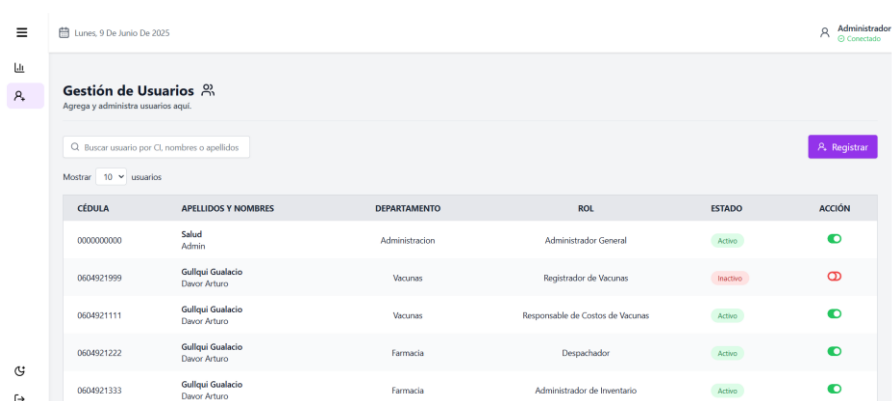 Lunes, 9 De Junio De 2025
Administrador
Conectado
Gestión de Usuarios
Agrega y administra usuarios aquí.
Buscar usuario por CI, nombres o apellidos
Registrar
Mostrar 10 usuarios
CÉDULA APELLIDOS Y NOMBRES DEPARTAMENTO ROL ESTADO ACCIÓN
0000000000 Salud Admin Administracion Administrador General Activo
0604921999 Gullqui Gualacio Davor Arturo Vacunas Registrador de Vacunas Inactivo
0604921111 Gullqui Gualacio Davor Arturo Vacunas Responsable de Costos de Vacunas Activo
0604921222 Gullqui Gualacio Davor Arturo Farmacia Despachador Activo
0604921333 Gullqui Gualacio Davor Arturo Farmacia Administrador de Inventario Activo